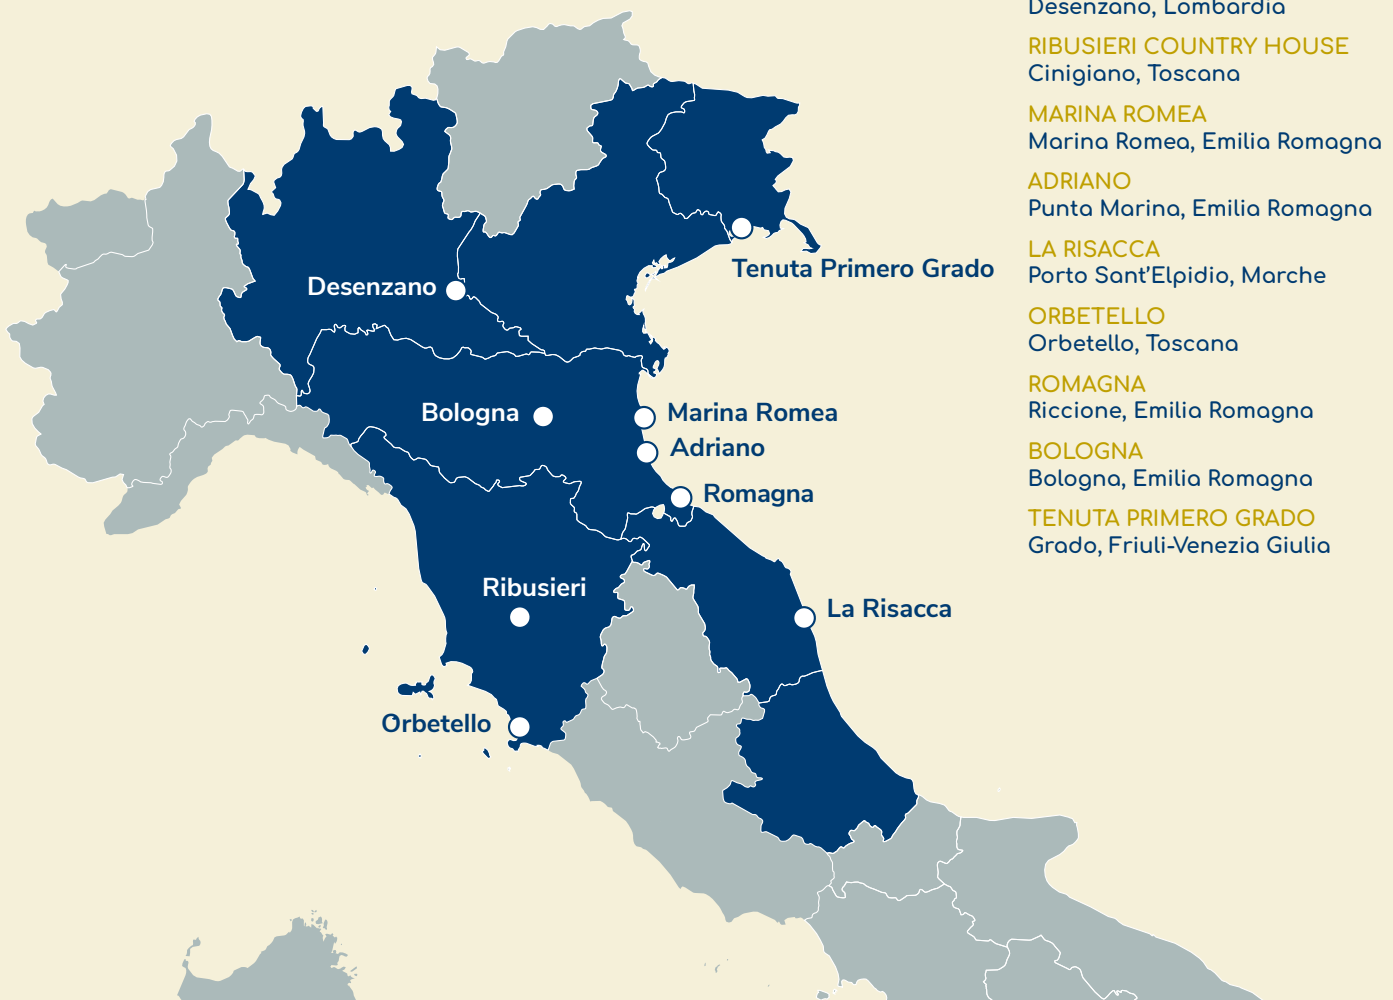 Desenzano, Lombardia
RIBUSIERI COUNTRY HOUSE
Cinigiano, Toscana
MARINA ROMEA
Marina Romea, Emilia Romagna
ADRIANO
Punta Marina, Emilia Romagna
LA RISACCA
Porto Sant'Elpidio, Marche
ORBETELLO
Orbetello, Toscana
ROMAGNA
Riccione, Emilia Romagna
BOLOGNA
Bologna, Emilia Romagna
TENUTA PRIMERO GRADO
Grado, Friuli-Venezia Giulia
Tenuta Primero Grado
Desenzano
Bologna
Marina Romea
Adriano
Romagna
Ribusieri
La Risacca
Orbetello